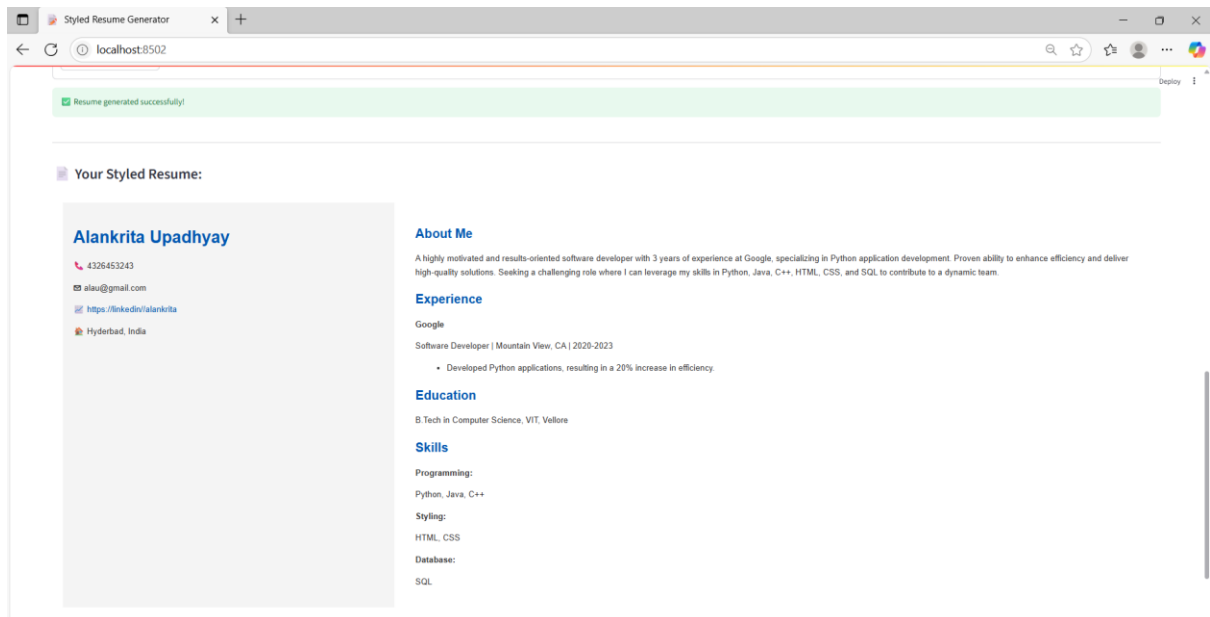 Styled Resume Generator
localhost:8502
Deploy
Resume generated successfully!
Your Styled Resume:
Alankrita Upadhyay
4326453243
alau@gmail.com
https://linkedin//alankrita
Hyderbad, India
About Me
A highly motivated and results-oriented software developer with 3 years of experience at Google, specializing in Python application development. Proven ability to enhance efficiency and deliver
high-quality solutions. Seeking a challenging role where I can leverage my skills in Python, Java, C++, HTML, CSS, and SQL to contribute to a dynamic team.
Experience
Google
Software Developer | Mountain View, CA | 2020-2023
• Developed Python applications, resulting in a 20% increase in efficiency.
Education
B.Tech in Computer Science, VIT, Vellore
Skills
Programming:
Python, Java, C++
Styling:
HTML, CSS
Database:
SQL